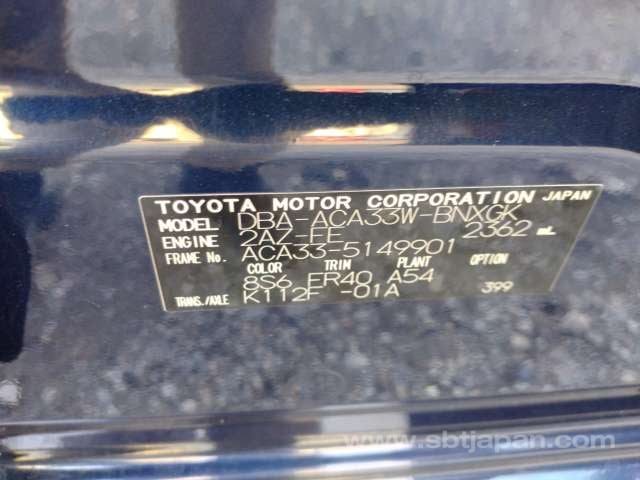 TOYOTA MOTOR CORPORATION JAPAN
MODEL DBA-ACA33W-BNXGK
ENGINE 2AZ-FE 2362 mL
FRAME No. ACA33-5149901
COLOR TRIM PLANT OPTION
8S6 ER40 A54
TRANS./AXLE K112F -01A 399
www.sbtjapan.com